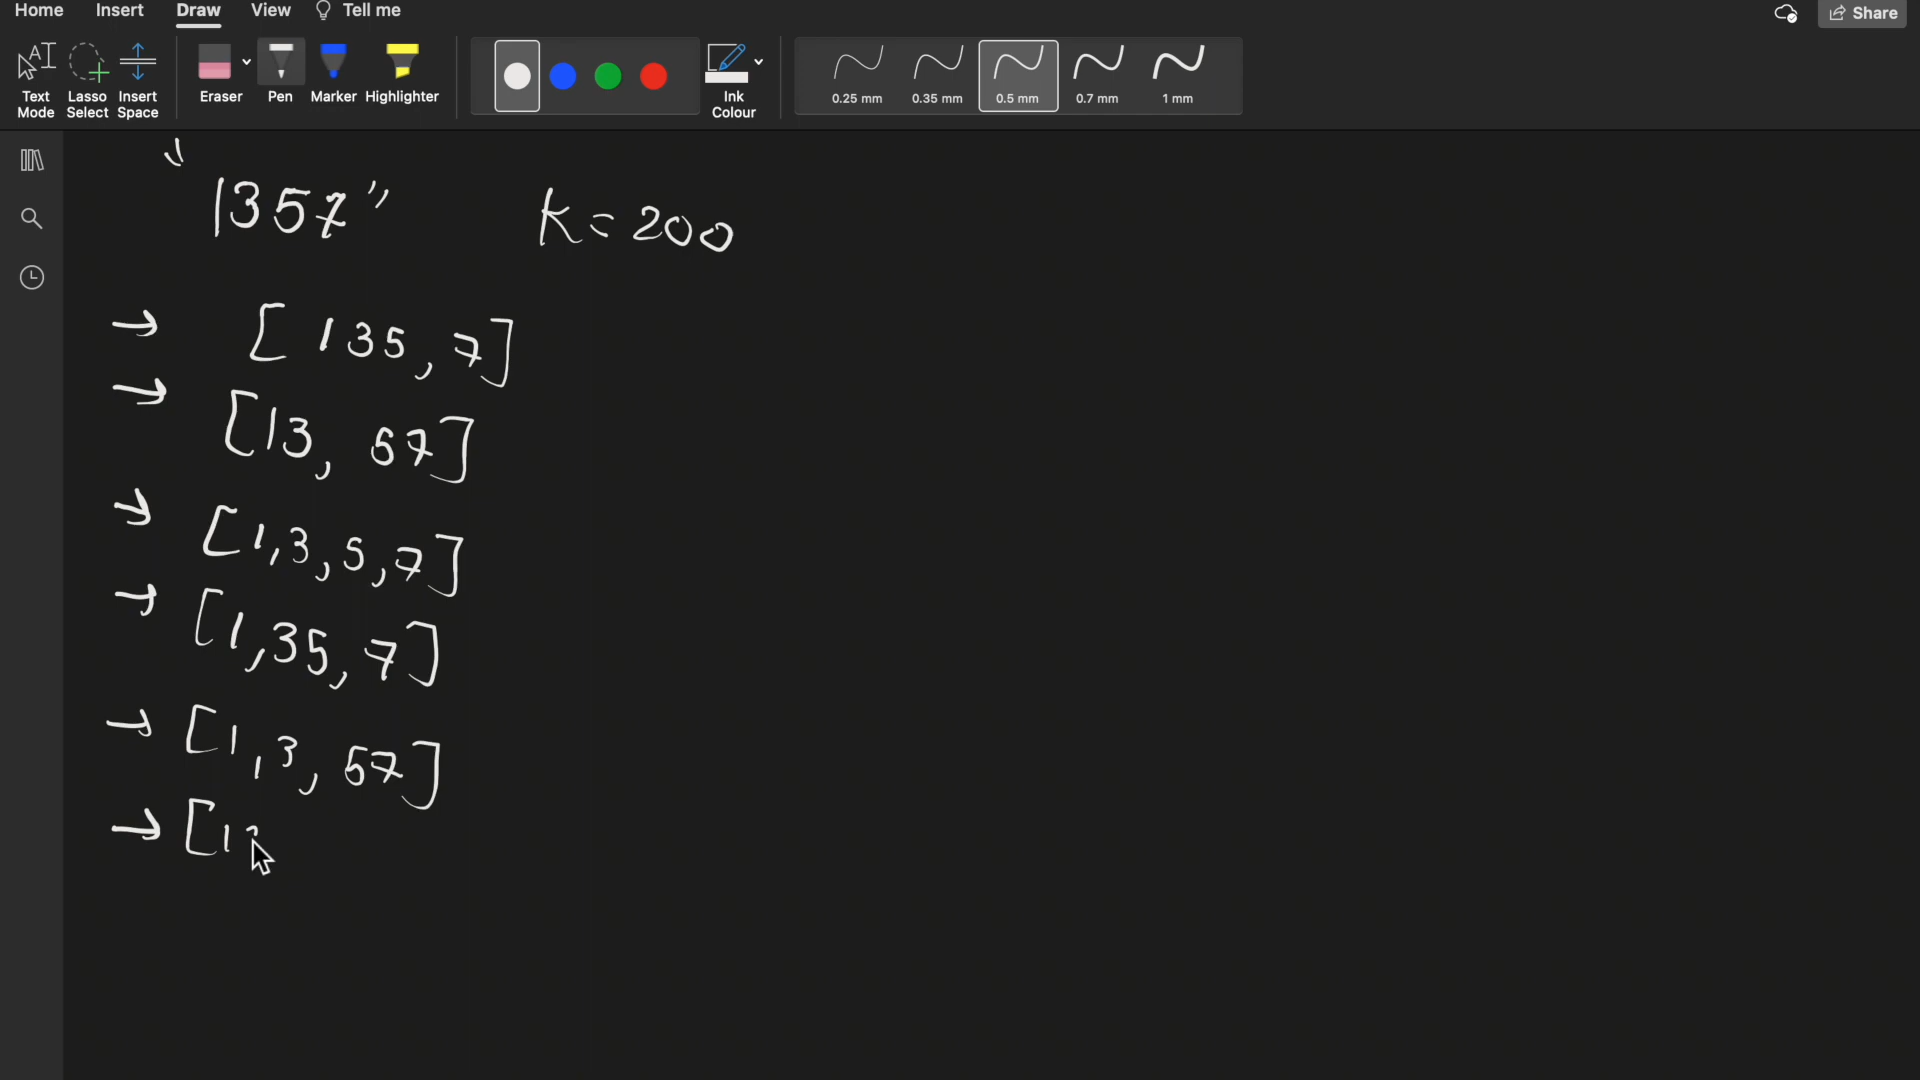 Home Insert Draw View Tell me
Share
Text Mode
Lasso Select
Insert Space
Eraser
Pen
Marker
Highlighter
Ink Colour
0.25 mm
0.35 mm
0.5 mm
0.7 mm
1 mm
"1357" K = 200
→ [135, 7]
→ [13, 57]
→ [1,3,5,7]
→ [1,35,7]
→ [1,3,57]
→ [1